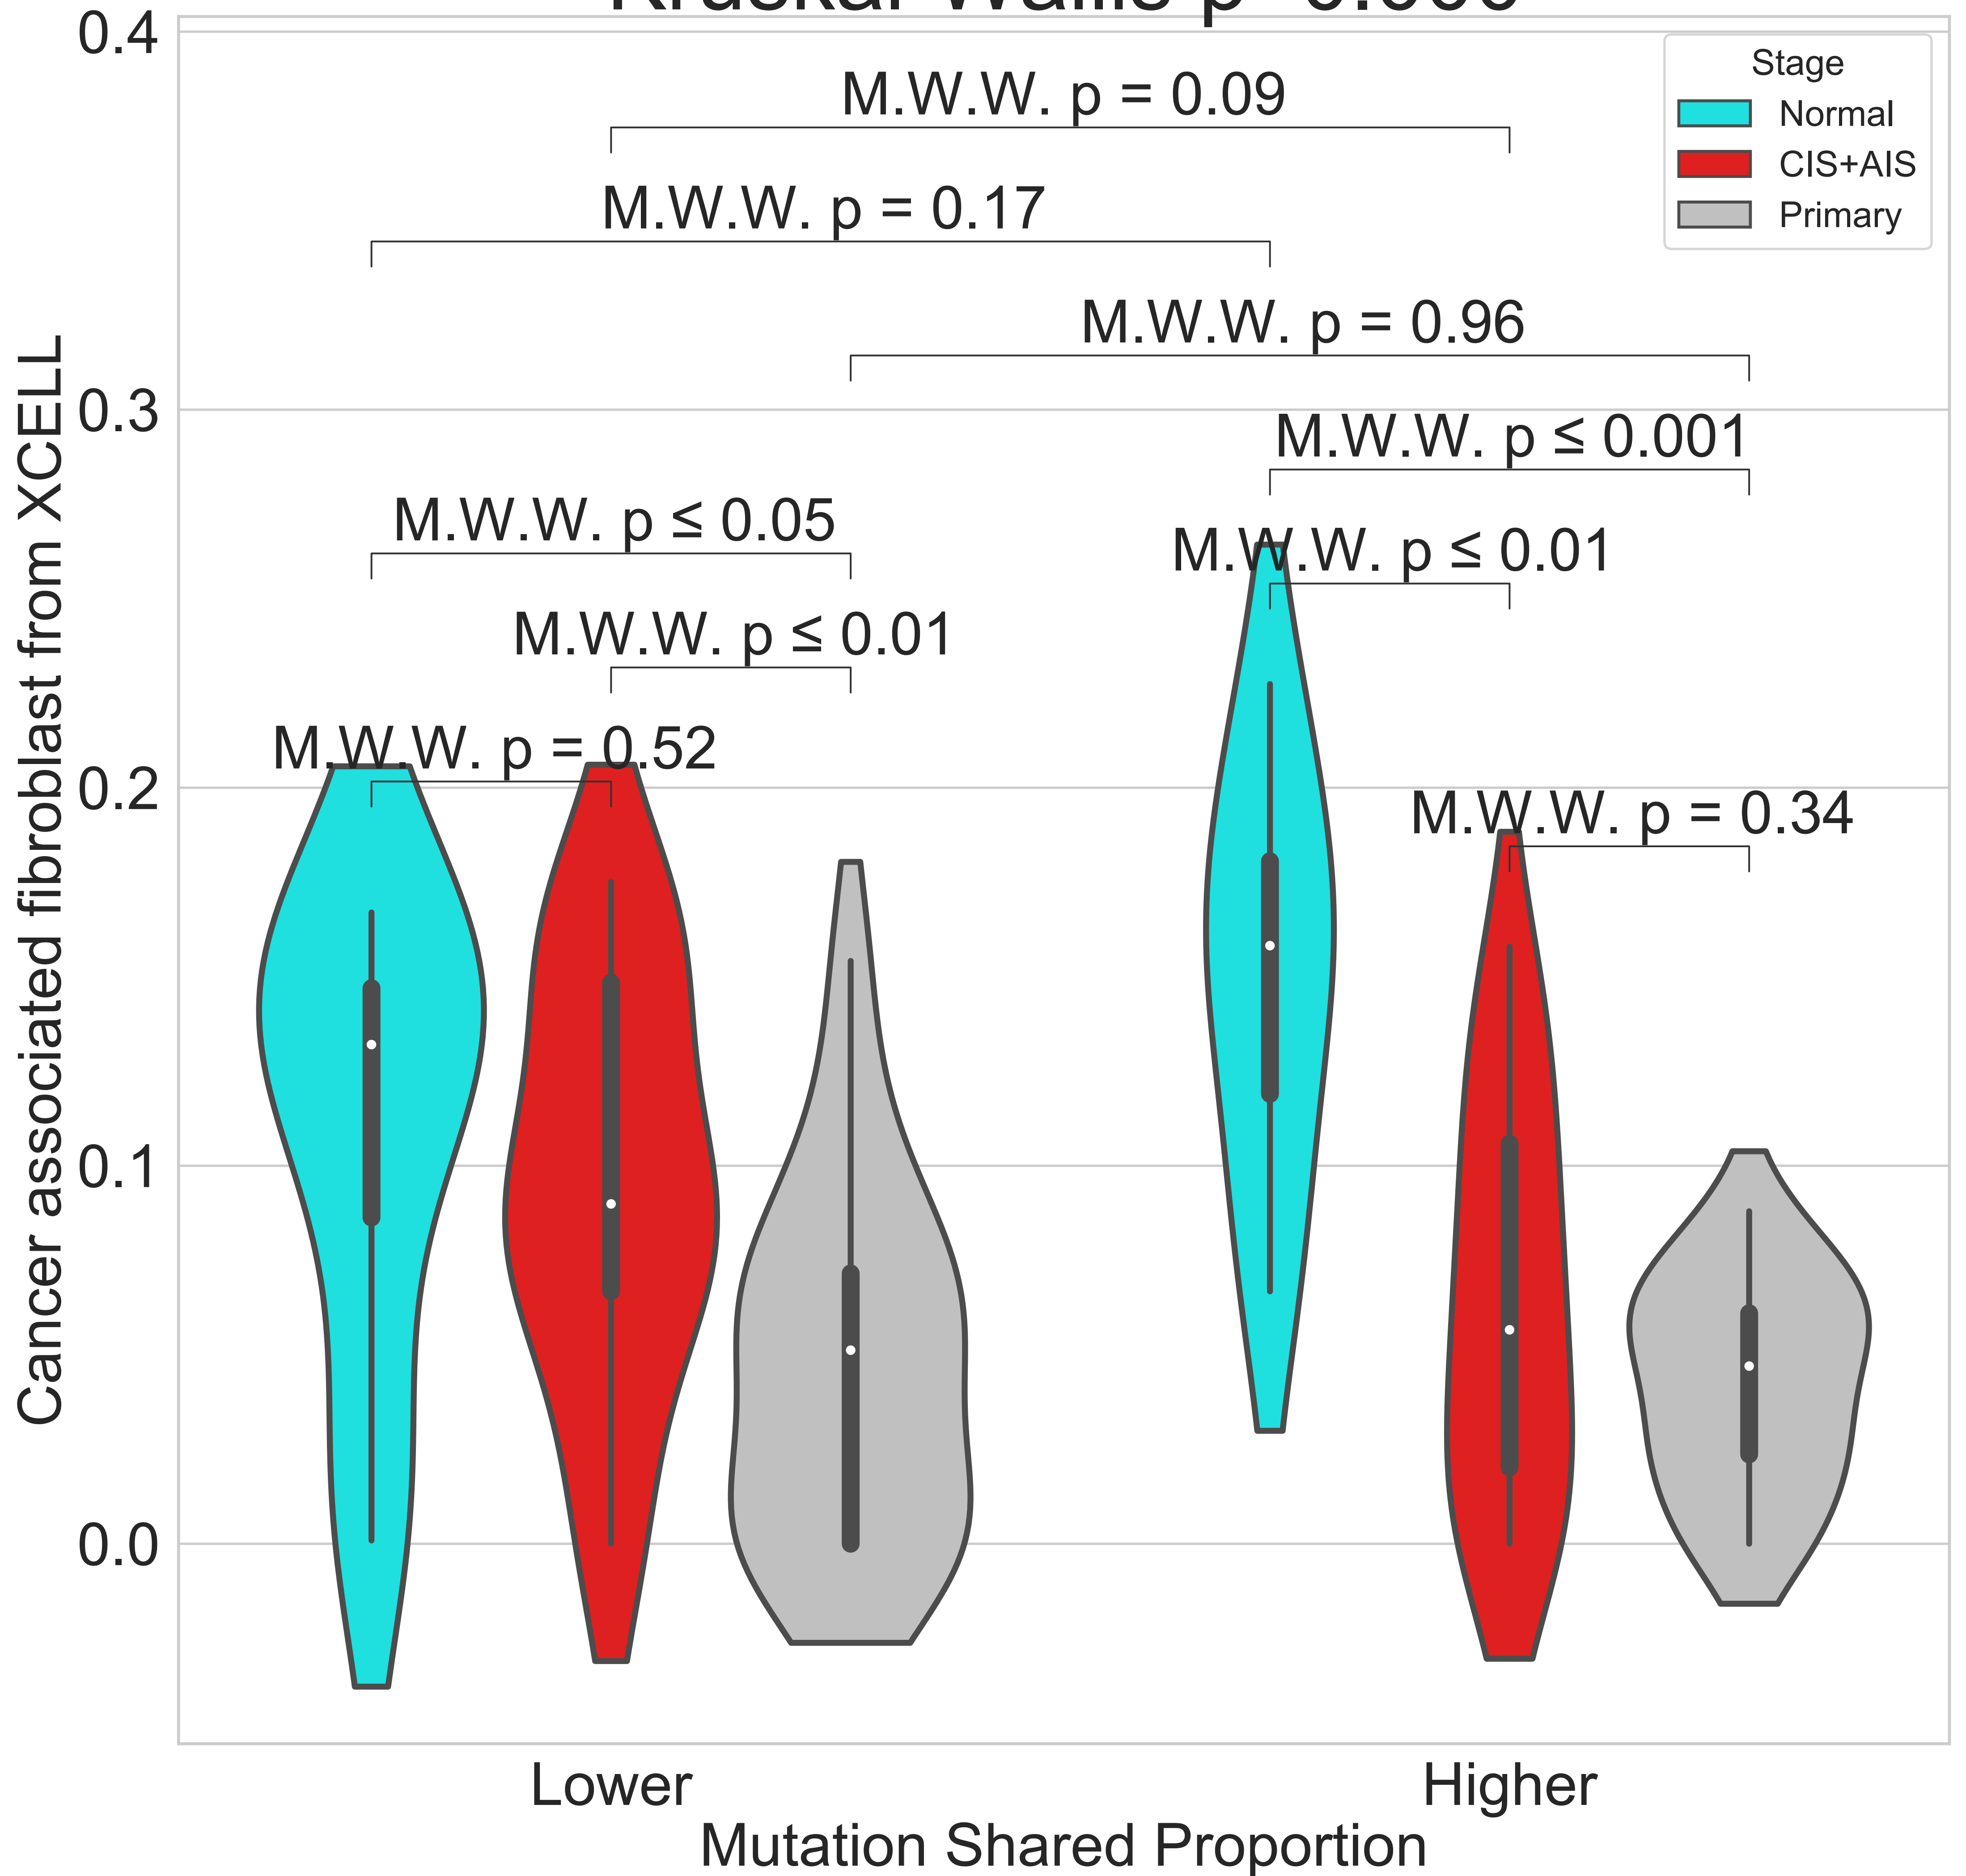 0.4
M.W.W. p = 0.09
Stage
Normal
CIS+AIS
Primary
M.W.W. p = 0.17
M.W.W. p = 0.96
0.3
M.W.W. p ≤ 0.001
M.W.W. p ≤ 0.05
M.W.W. p ≤ 0.01
M.W.W. p ≤ 0.01
M.W.W. p = 0.52
0.2
M.W.W. p = 0.34
0.1
0.0
Cancer associated fibroblast from XCELL
Lower
Higher
Mutation Shared Proportion